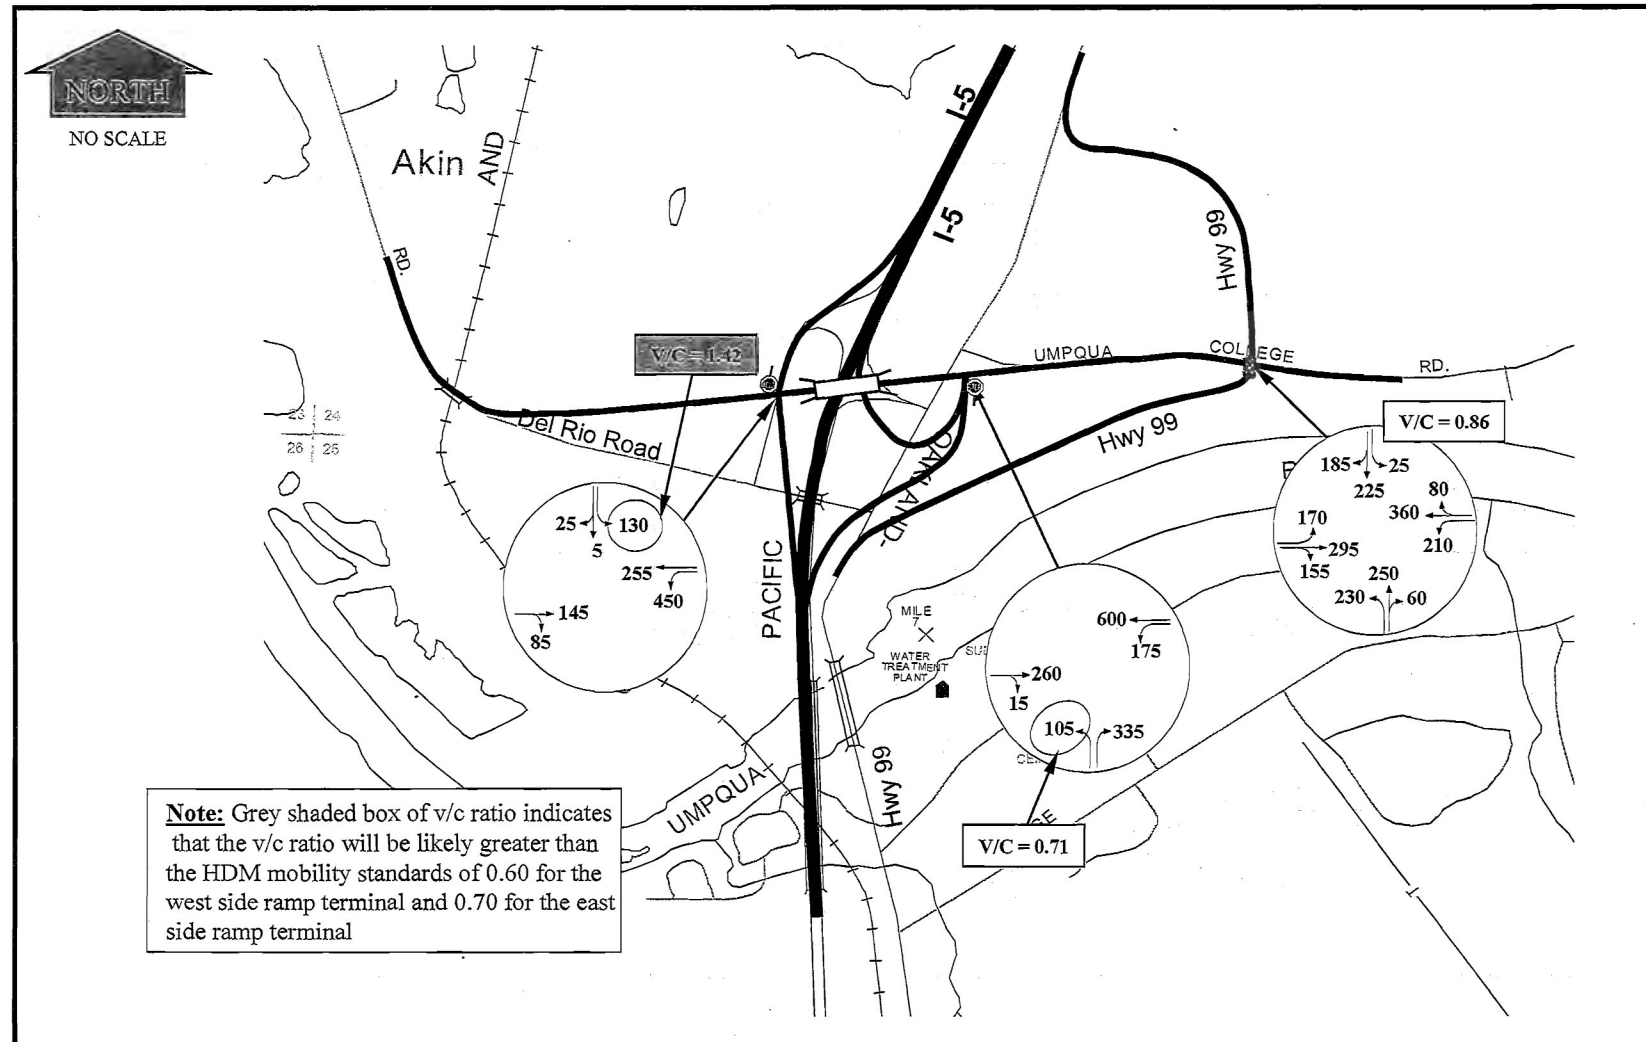 NORTH
NO SCALE
Akin
AND
I-5
I-5
Hwy 99
RD.
V/C = 1.42
UMPQUA
COLLEGE
RD.
23 24
26 25
Del Rio Road
OAKLAND-
Hwy 99
V/C = 0.86
185 25
225
80
360
210
170
295
155
250
230 60
25 130
5
255
450
145
85
PACIFIC
MILE
7
WATER
TREATMENT
PLANT
600
175
260
15
105 335
V/C = 0.71
UMPQUA
Hwy 99
Note: Grey shaded box of v/c ratio indicates
that the v/c ratio will be likely greater than
the HDM mobility standards of 0.60 for the
west side ramp terminal and 0.70 for the east
side ramp terminal